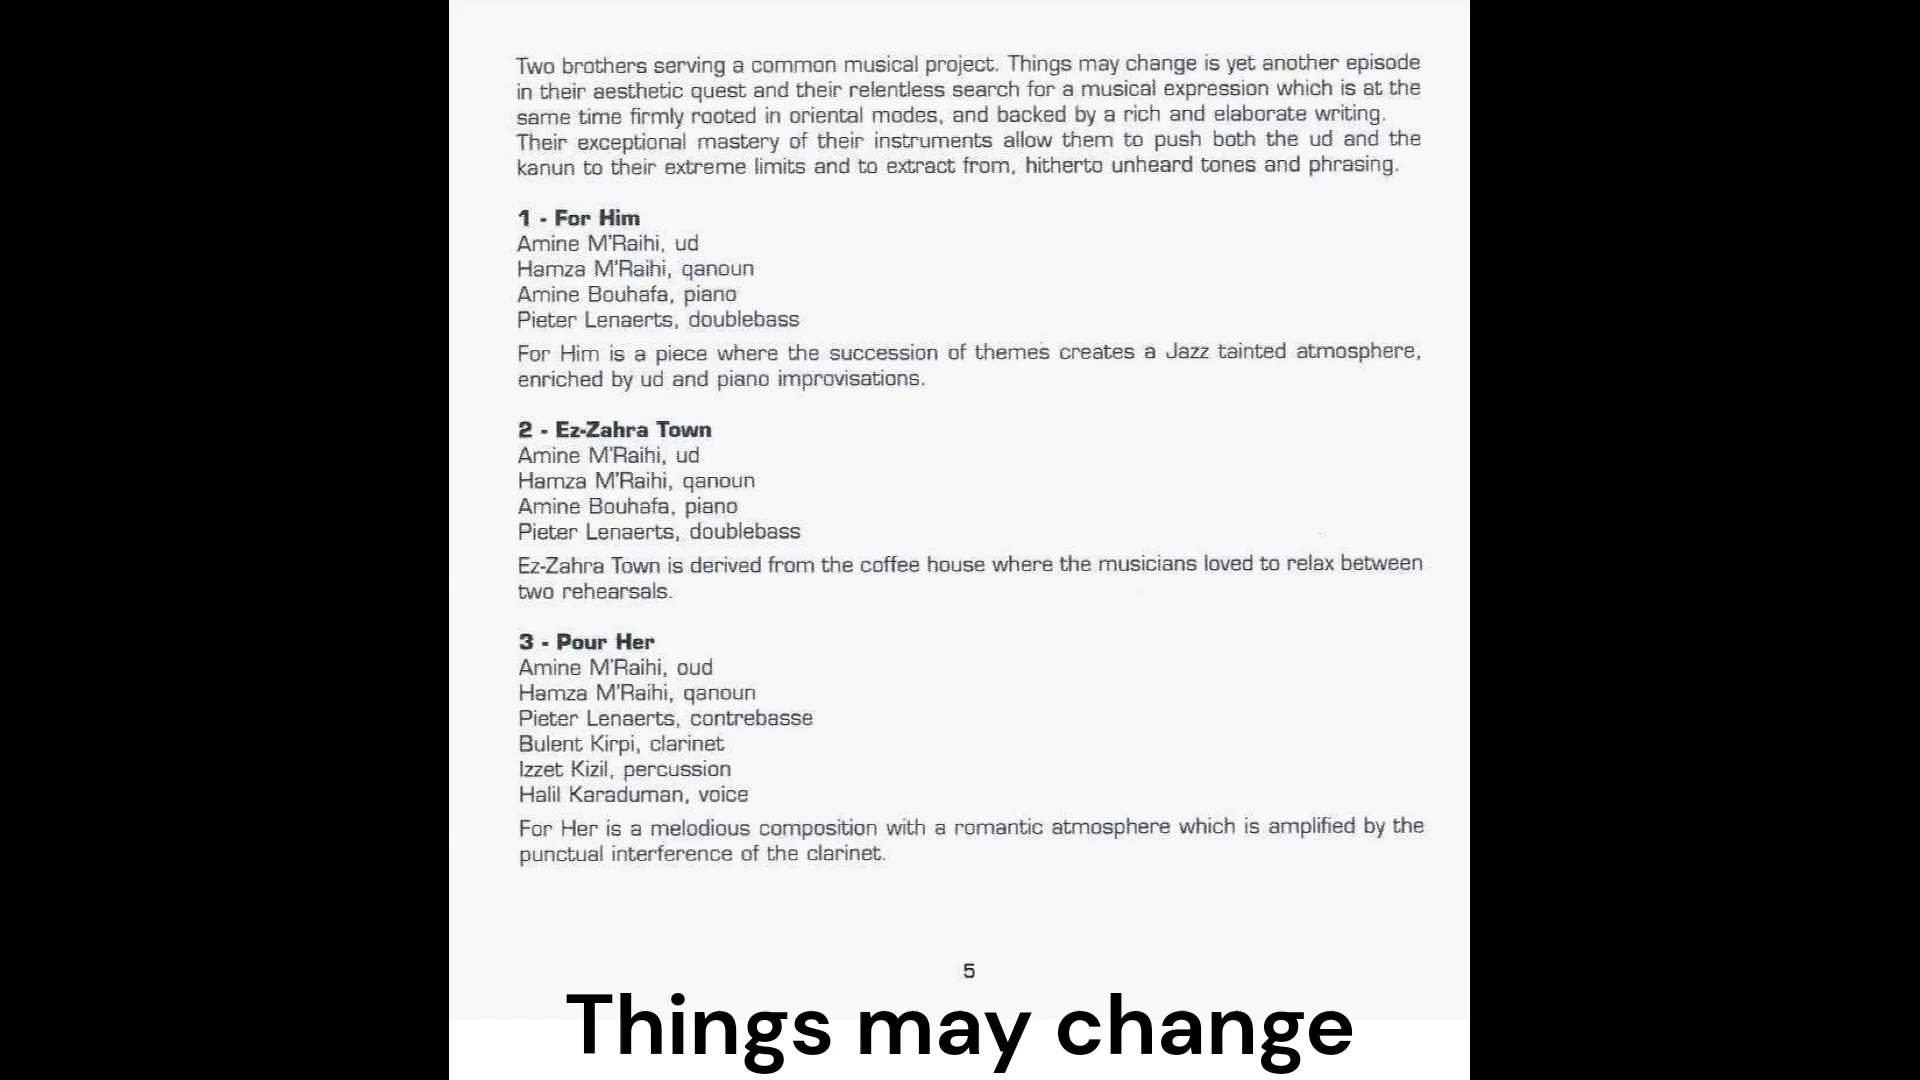 Two brothers serving a common musical project. Things may change is yet another episode
in their aesthetic quest and their relentless search for a musical expression which is at the
same time firmly rooted in oriental modes, and backed by a rich and elaborate writing.
Their exceptional mastery of their instruments allow them to push both the ud and the
kanun to their extreme limits and to extract from, hitherto unheard tones and phrasing.
1 - For Him
Amine M'Raihi, ud
Hamza M'Raihi, qanoun
Amine Bouhafa, piano
Pieter Lenaerts, doublebass
For Him is a piece where the succession of themes creates a Jazz tainted atmosphere,
enriched by ud and piano improvisations.
2 - Ez-Zahra Town
Amine M'Raihi, ud
Hamza M'Raihi, qanoun
Amine Bouhafa, piano
Pieter Lenaerts, doublebass
Ez-Zahra Town is derived from the coffee house where the musicians loved to relax between
two rehearsals.
3 - Pour Her
Amine M'Raihi, oud
Hamza M'Raihi, qanoun
Pieter Lenaerts, contrebasse
Bulent Kirpi, clarinet
Izzet Kizil, percussion
Halil Karaduman, voice
For Her is a melodious composition with a romantic atmosphere which is amplified by the
punctual interference of the clarinet.
5
Things may change